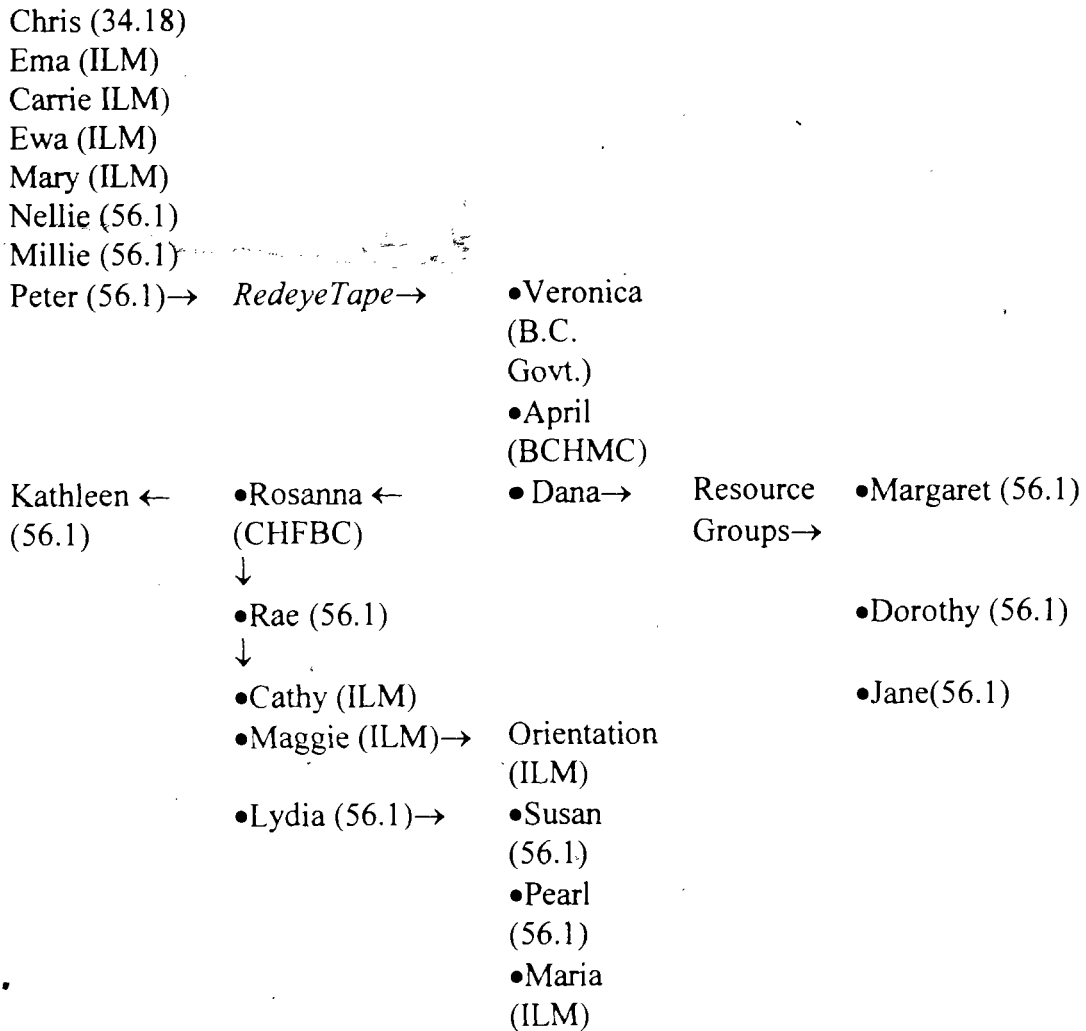 Chris (34.18)
Ema (ILM)
Carrie ILM)
Ewa (ILM)
Mary (ILM)
Nellie (56.1)
Millie (56.1)
Peter (56.1)→ RedeyeTape→ •Veronica
(B.C.
Govt.)
•April
(BCHMC)
Kathleen ← •Rosanna ← • Dana→ Resource •Margaret (56.1)
(56.1) (CHFBC) Groups→
↓
•Rae (56.1) •Dorothy (56.1)
↓
•Cathy (ILM) •Jane(56.1)
•Maggie (ILM)→ Orientation
(ILM)
•Lydia (56.1)→ •Susan
(56.1)
•Pearl
(56.1)
•Maria
(ILM)